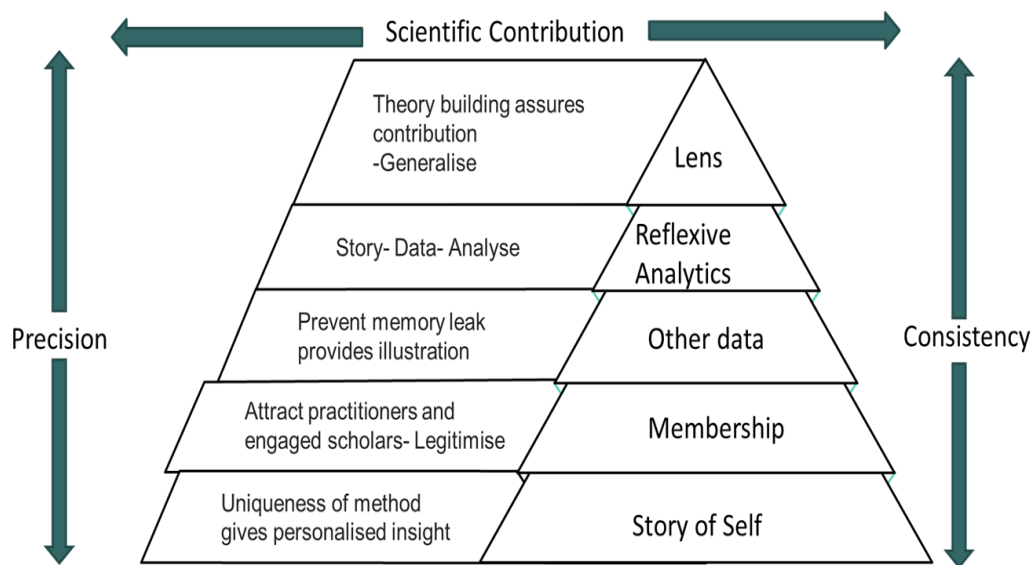 Scientific Contribution
Theory building assures
contribution
-Generalise
Lens
Story- Data- Analyse
Reflexive
Analytics
Precision
Prevent memory leak
provides illustration
Other data
Consistency
Attract practitioners and
engaged scholars- Legitimise
Membership
Uniqueness of method
gives personalised insight
Story of Self